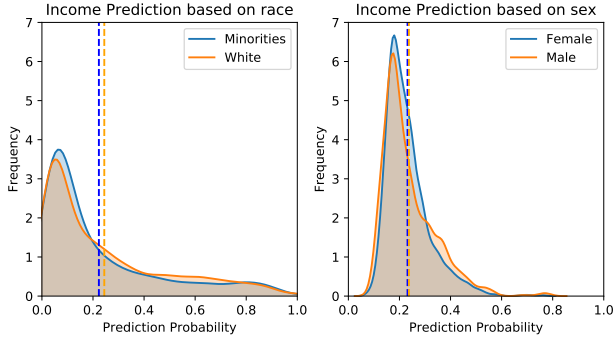 Income Prediction based on race
Frequency
7
6
5
4
3
2
1
0
Minorities
White
0.0 0.2 0.4 0.6 0.8 1.0
Prediction Probability
Income Prediction based on sex
Frequency
7
6
5
4
3
2
1
0
Female
Male
0.0 0.2 0.4 0.6 0.8 1.0
Prediction Probability